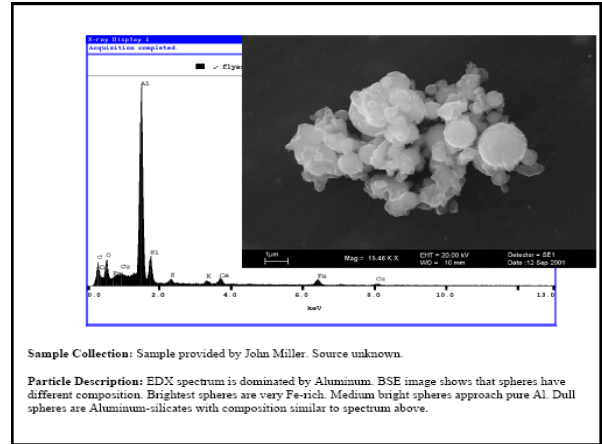 X-ray Display 1
Acquisition completed.
Al
C
O
Cu
Si
S
K
Ca
Fe
Cu
0.0 2.0 4.0 6.0 8.0 10.0 12.0
keV
1µm
Mag = 15.46 K X
EHT = 20.00 kV
WD = 10 mm
Detector = SE1
Date :12 Sep 2001
Sample Collection: Sample provided by John Miller. Source unknown.
Particle Description: EDX spectrum is dominated by Aluminum. BSE image shows that spheres have
different composition. Brightest spheres are very Fe-rich. Medium bright spheres approach pure Al. Dull
spheres are Aluminum-silicates with composition similar to spectrum above.